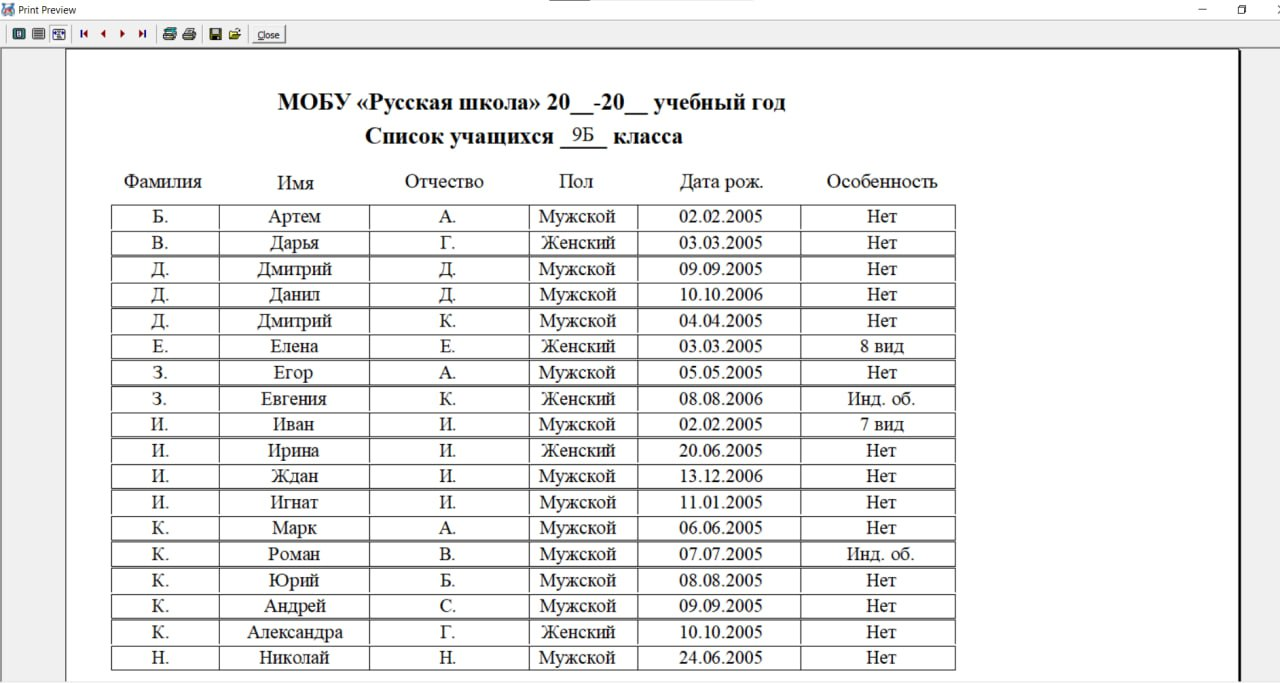 Print Preview
Close
МОБУ «Русская школа» 20__-20__ учебный год
Список учащихся 9Б класса
Фамилия Имя Отчество Пол Дата рож. Особенность
Б. Артем А. Мужской 02.02.2005 Нет
В. Дарья Г. Женский 03.03.2005 Нет
Д. Дмитрий Д. Мужской 09.09.2005 Нет
Д. Данил Д. Мужской 10.10.2006 Нет
Д. Дмитрий К. Мужской 04.04.2005 Нет
Е. Елена Е. Женский 03.03.2005 8 вид
З. Егор А. Мужской 05.05.2005 Нет
З. Евгения К. Женский 08.08.2006 Инд. об.
И. Иван И. Мужской 02.02.2005 7 вид
И. Ирина И. Женский 20.06.2005 Нет
И. Ждан И. Мужской 13.12.2006 Нет
И. Игнат И. Мужской 11.01.2005 Нет
К. Марк А. Мужской 06.06.2005 Нет
К. Роман В. Мужской 07.07.2005 Инд. об.
К. Юрий Б. Мужской 08.08.2005 Нет
К. Андрей С. Мужской 09.09.2005 Нет
К. Александра Г. Женский 10.10.2005 Нет
Н. Николай Н. Мужской 24.06.2005 Нет